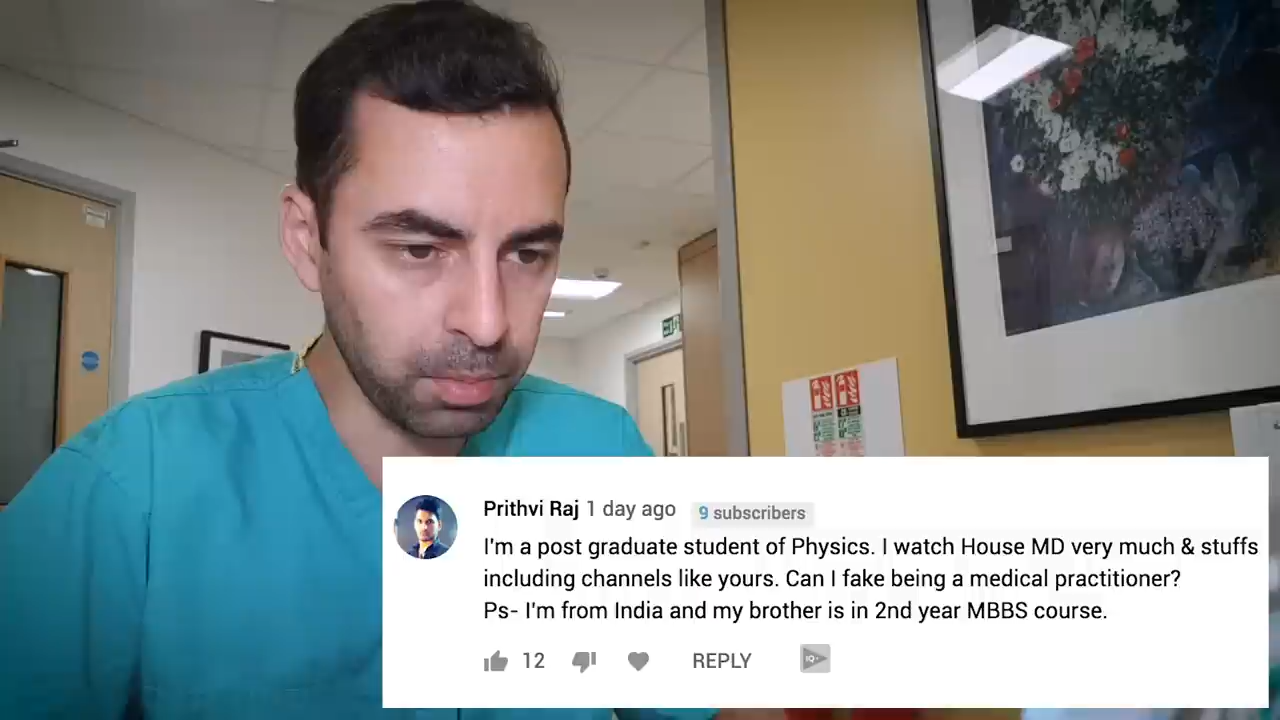 Prithvi Raj 1 day ago 9 subscribers
I'm a post graduate student of Physics. I watch House MD very much & stuffs
including channels like yours. Can I fake being a medical practitioner?
Ps- I'm from India and my brother is in 2nd year MBBS course.
12 REPLY
IQ